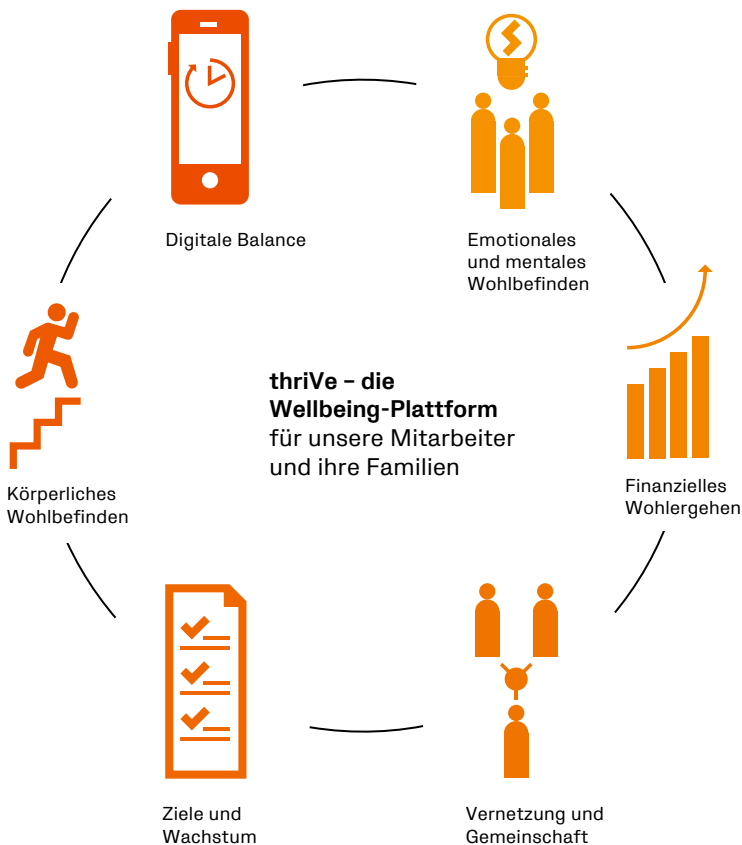 Digitale Balance
Emotionales
und mentales
Wohlbefinden
thriVe – die
Wellbeing-Plattform
für unsere Mitarbeiter
und ihre Familien
Körperliches
Wohlbefinden
Finanzielles
Wohlergehen
Ziele und
Wachstum
Vernetzung und
Gemeinschaft